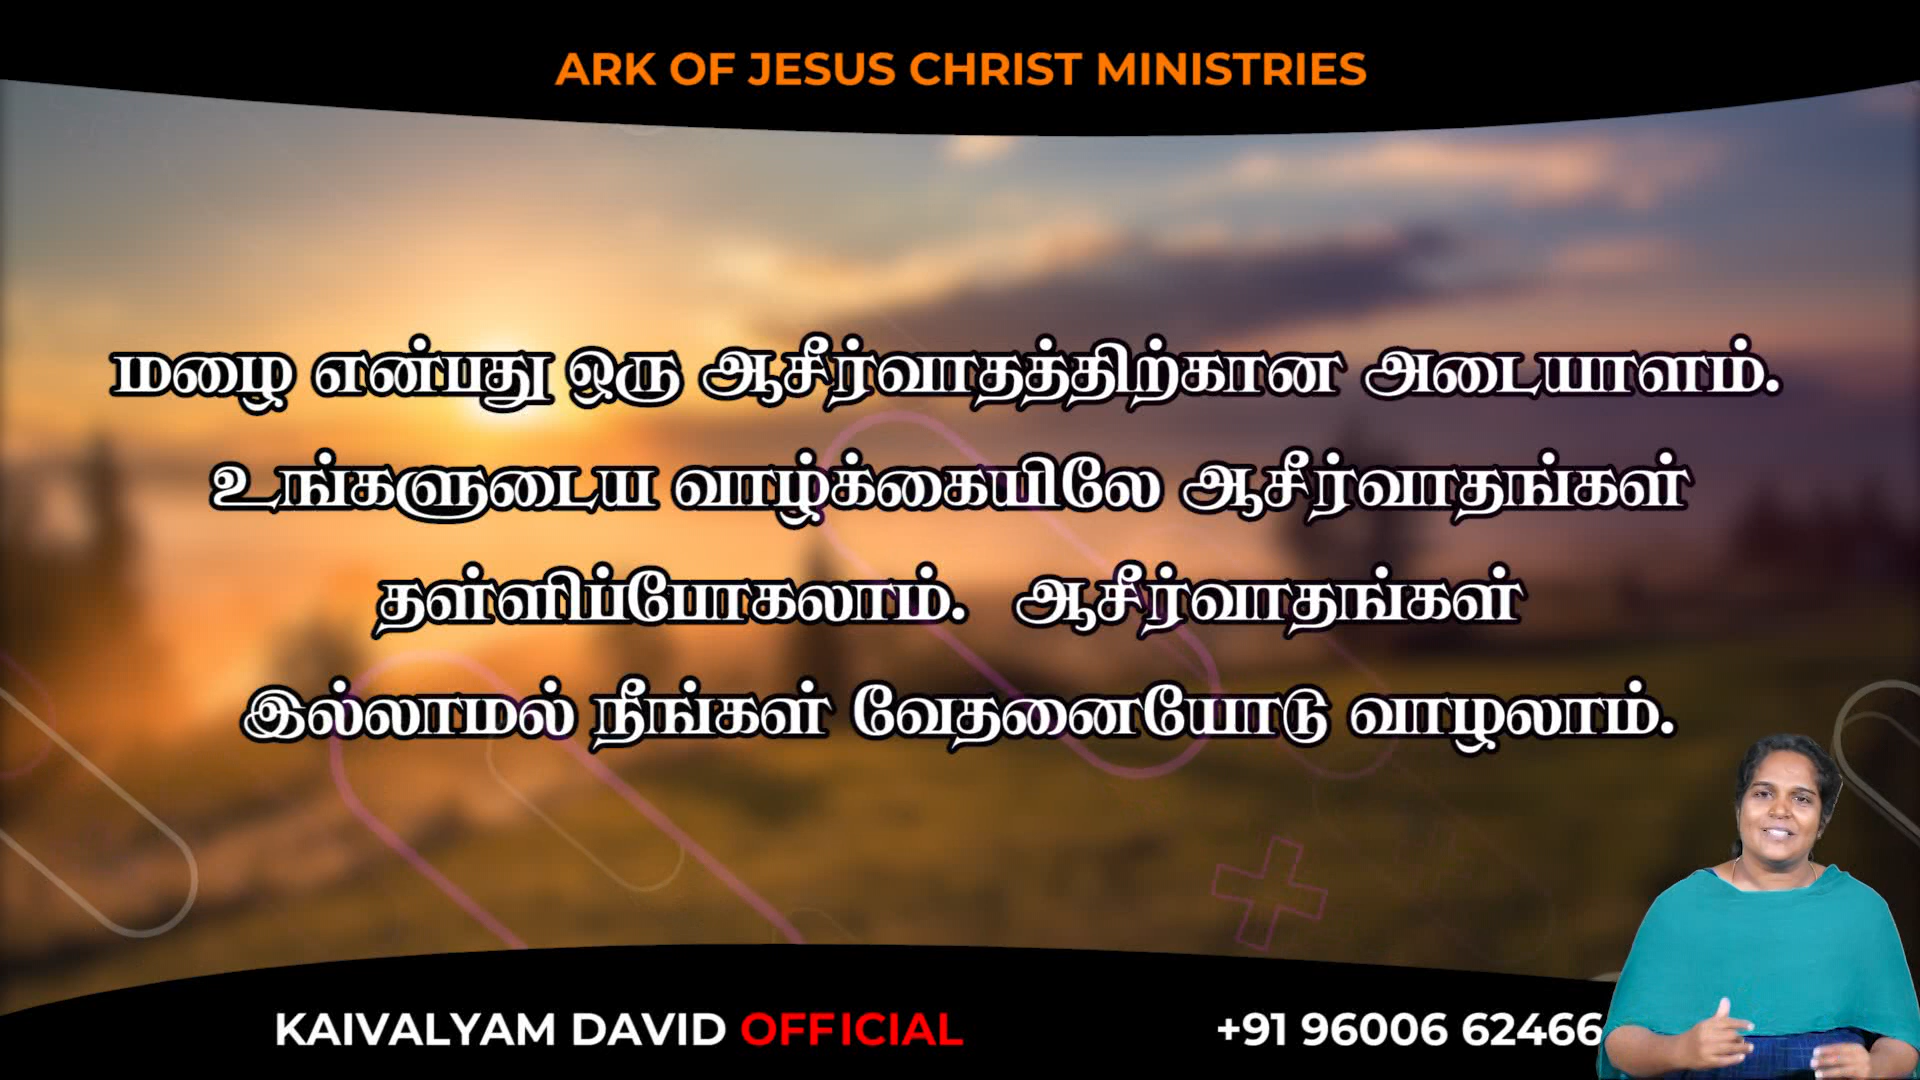 ARK OF JESUS CHRIST MINISTRIES
மழை என்பது ஒரு ஆசீர்வாதத்திற்கான அடையாளம்.
உங்களுடைய வாழ்க்கையிலே ஆசீர்வாதங்கள்
தள்ளிப்போகலாம். ஆசீர்வாதங்கள்
இல்லாமல் நீங்கள் வேதனையோடு வாழலாம்.
KAIVALYAM DAVID OFFICIAL
+91 96006 62466